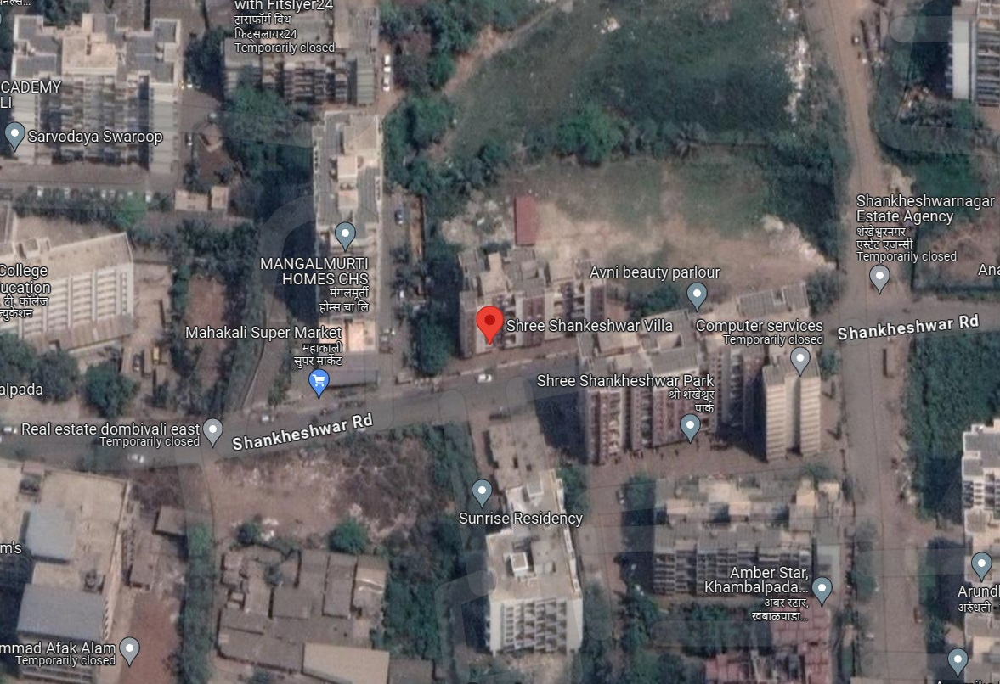 with Fitslyer24
ट्रांसफॉर्म विथ
फिट्सलायर24
Temporarily closed
CADEMY
LI
Sarvodaya Swaroop
Shankheshwarnagar
Estate Agency
शंखेश्वरनगर
एस्टेट एजन्सी
Temporarily closed
MANGALMURTI
HOMES CHS
मंगलमूर्ती
होम्स चा लि
College
ucation
टी. कॉलेज
Avni beauty parlour
Ana
Mahakali Super Market
महाकाली
सुपर मार्केट
Shree Shankeshwar Villa
Computer services
Temporarily closed
Shankheshwar Rd
alpada
Shree Shankheshwar Park
श्री शंखेश्वर
पार्क
Real estate dombivali east
Temporarily closed
Shankheshwar Rd
Sunrise Residency
m's
Amber Star,
Khambalpada...
अंबर स्टार,
खंबाळपाडा...
Arundh
अरुंधती -
mmad Afak Alam
Temporarily closed